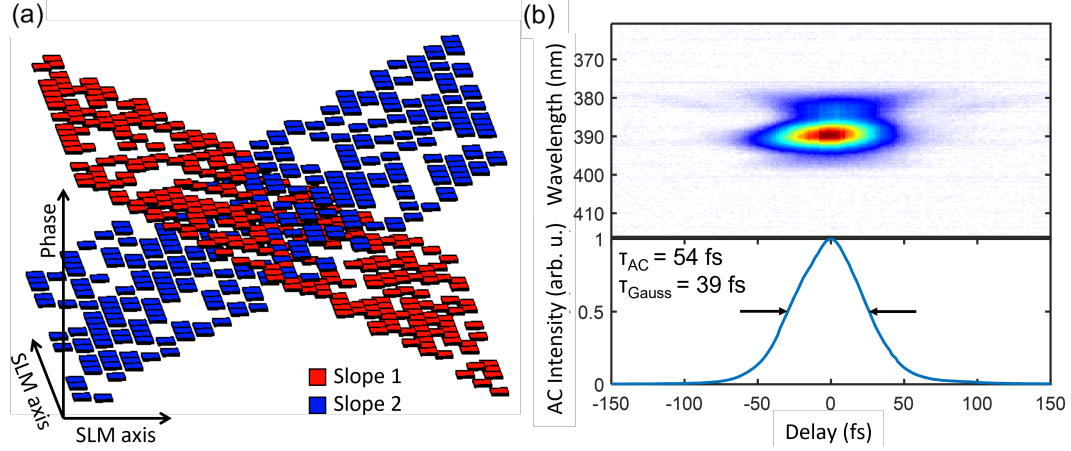 (a)
Phase
SLM axis
SLM axis
Slope 1
Slope 2
(b)
Wavelength (nm)
370
380
390
400
410
AC Intensity (arb. u.)
1
0.5
0
τAC = 54 fs
τGauss = 39 fs
-150
-100
-50
0
50
100
150
Delay (fs)